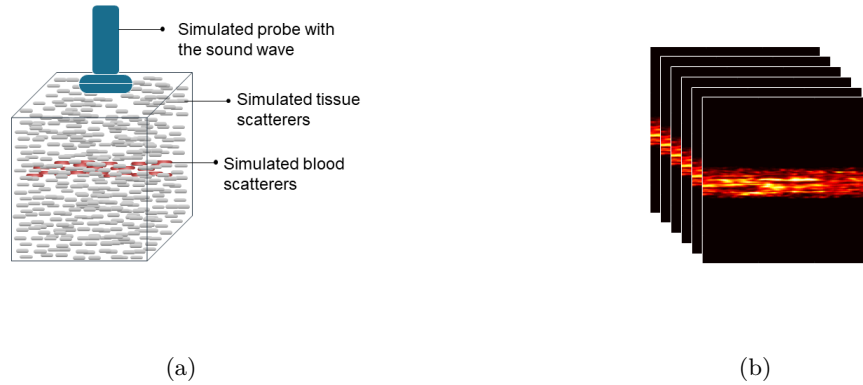 Simulated probe with
the sound wave
Simulated tissue
scatterers
Simulated blood
scatterers
(a)
(b)